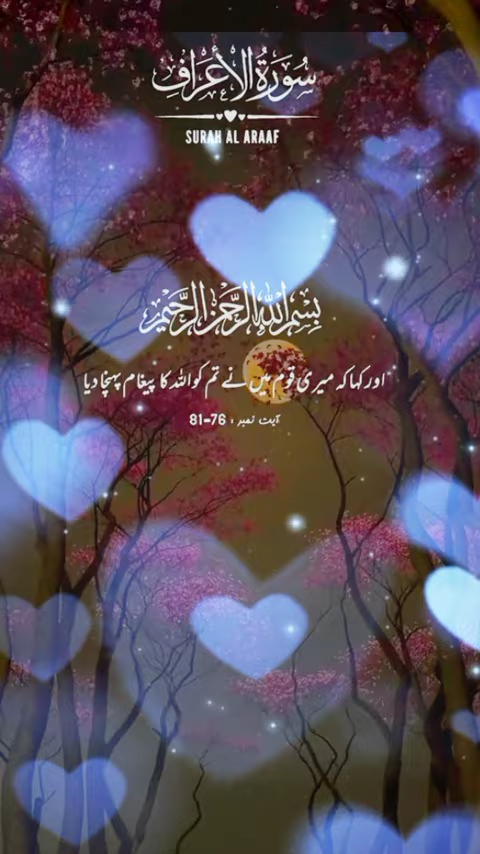 سُورَةُ الأَعْرَاف
SURAH AL ARAAF
بِسْمِ اللهِ الرَّحْمٰنِ الرَّحِيْمِ
اور کہا کہ میری قوم میں نے تم کو اللہ کا پیغام پہنچا دیا
آیت نمبر : 76-81